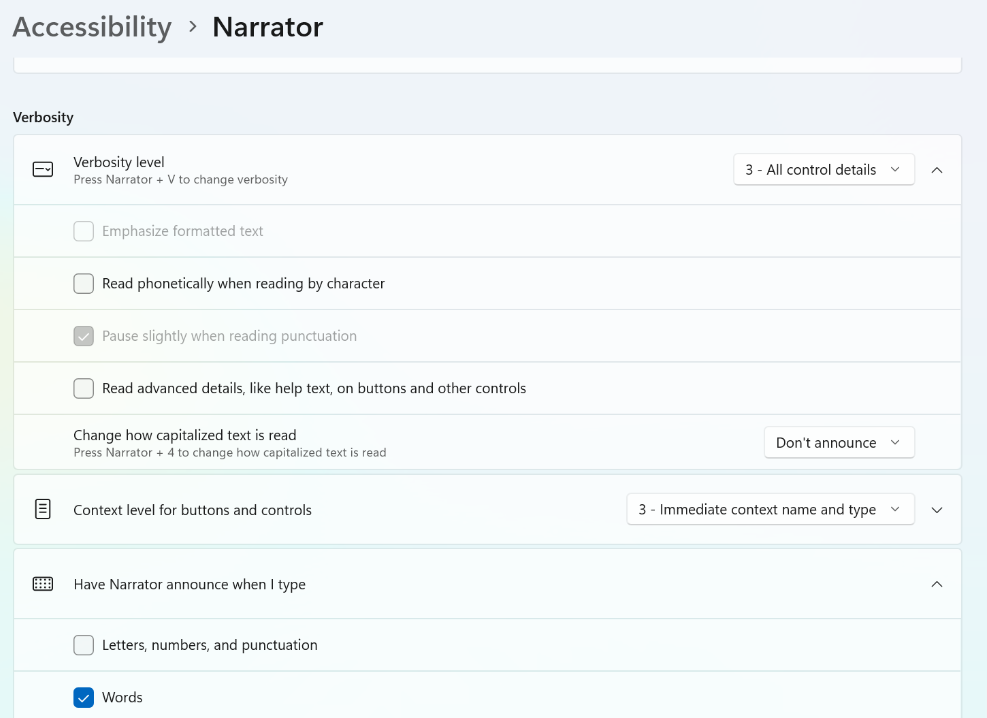 Accessibility > Narrator
Verbosity
Verbosity level
Press Narrator + V to change verbosity
3 - All control details
Emphasize formatted text
Read phonetically when reading by character
Pause slightly when reading punctuation
Read advanced details, like help text, on buttons and other controls
Change how capitalized text is read
Press Narrator + 4 to change how capitalized text is read
Don't announce
Context level for buttons and controls
3 - Immediate context name and type
Have Narrator announce when I type
Letters, numbers, and punctuation
Words